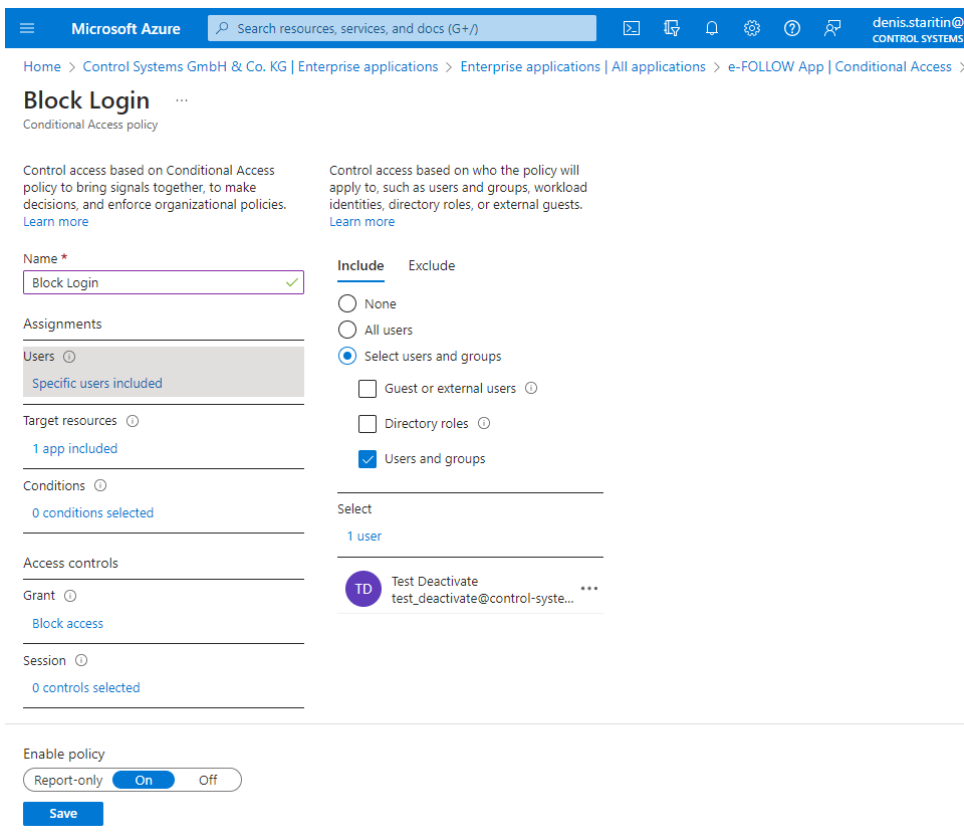 Microsoft Azure
Search resources, services, and docs (G+/)
denis.staritin@
CONTROL SYSTEMS
Home > Control Systems GmbH & Co. KG | Enterprise applications > Enterprise applications | All applications > e-FOLLOW App | Conditional Access >
Block Login ...
Conditional Access policy
Control access based on Conditional Access
policy to bring signals together, to make
decisions, and enforce organizational policies.
Learn more
Name *
Block Login
Assignments
Users
Specific users included
Target resources
1 app included
Conditions
0 conditions selected
Access controls
Grant
Block access
Session
0 controls selected
Control access based on who the policy will
apply to, such as users and groups, workload
identities, directory roles, or external guests.
Learn more
Include Exclude
None
All users
Select users and groups
Guest or external users
Directory roles
Users and groups
Select
1 user
TD
Test Deactivate
test_deactivate@control-syste...
Enable policy
Report-only On Off
Save